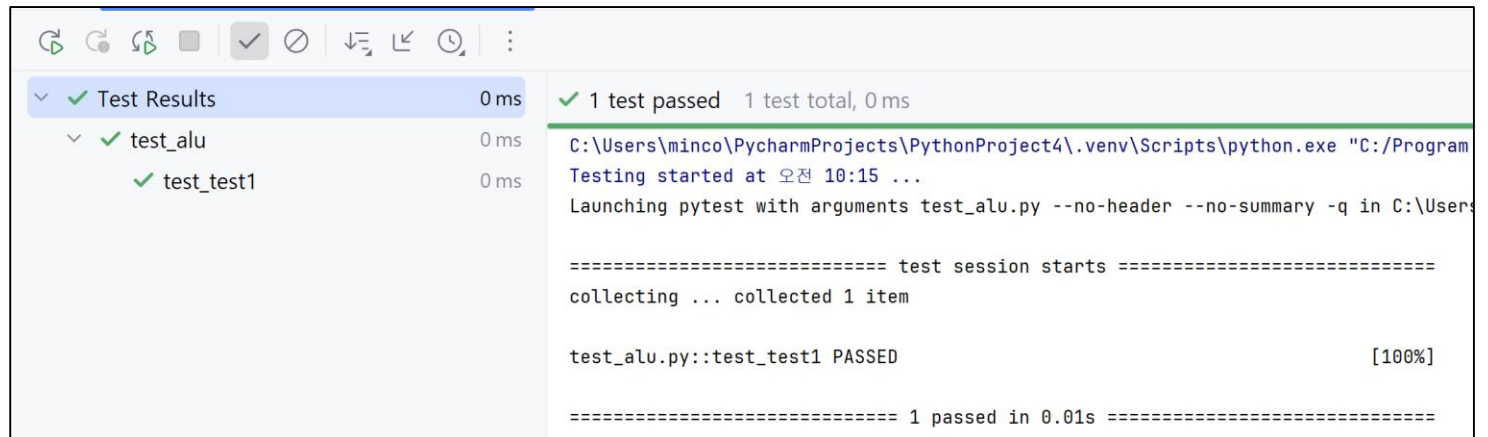 Test Results 0 ms
test_alu 0 ms
test_test1 0 ms
1 test passed 1 test total, 0 ms
C:\Users\minco\PycharmProjects\PythonProject4\.venv\Scripts\python.exe "C:/Program
Testing started at 오전 10:15 ...
Launching pytest with arguments test_alu.py --no-header --no-summary -q in C:\Users
============================= test session starts =============================
collecting ... collected 1 item
test_alu.py::test_test1 PASSED [100%]
============================== 1 passed in 0.01s ==============================